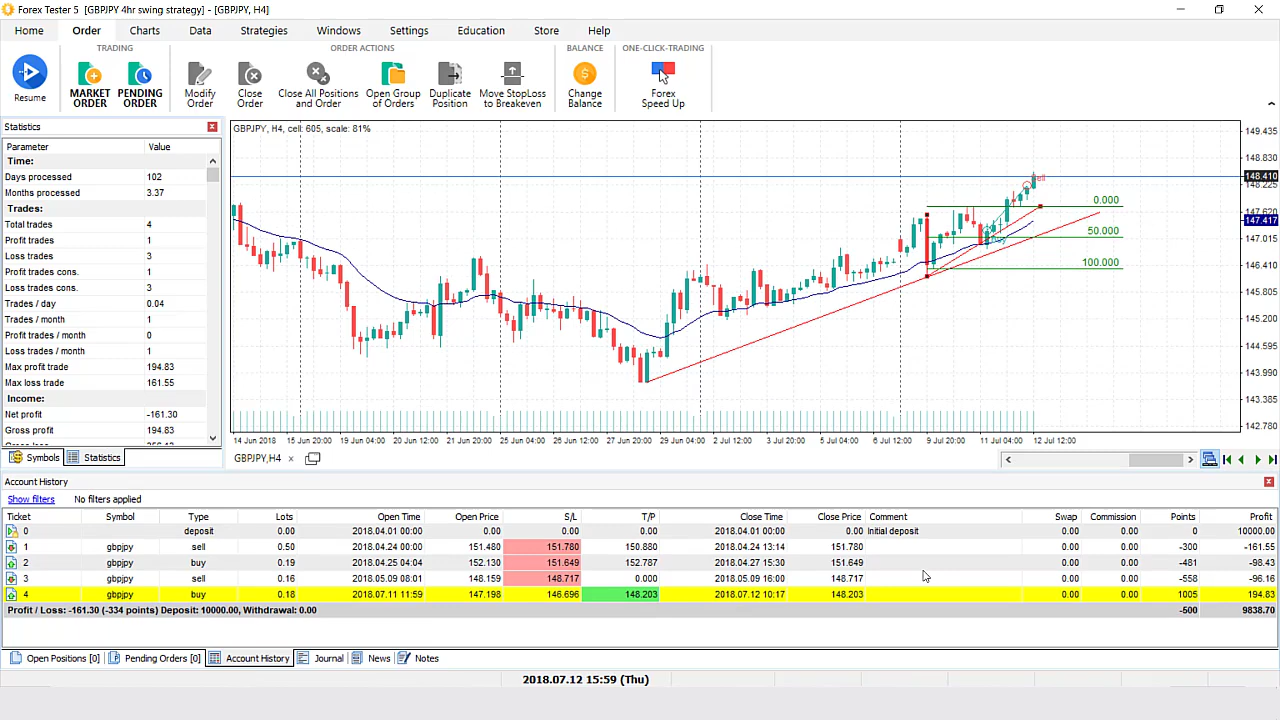 Forex Tester 5 [GBPJPY 4hr swing strategy] - [GBPJPY, H4]
Home Order Charts Data Strategies Windows Settings Education Store Help
TRADING ORDER ACTIONS BALANCE ONE-CLICK-TRADING
Resume
MARKET ORDER
PENDING ORDER
Modify Order
Close Order
Close All Positions and Order
Open Group of Orders
Duplicate Position
Move StopLoss to Breakeven
Change Balance
Forex Speed Up
Statistics
Parameter Value
Time:
Days processed 102
Months processed 3.37
Trades:
Total trades 4
Profit trades 1
Loss trades 3
Profit trades cons. 1
Loss trades cons. 3
Trades / day 0.04
Trades / month 1
Profit trades / month 0
Loss trades / month 1
Max profit trade 194.83
Max loss trade 161.55
Income:
Net profit -161.30
Gross profit 194.83
Symbols Statistics
GBPJPY, H4, cell: 605, scale: 81%
0.000
50.000
100.000
149.435
148.830
148.410
148.225
147.620
147.417
147.015
146.410
145.805
145.200
144.595
143.990
143.385
142.780
14 Jun 2018 15 Jun 20:00 19 Jun 04:00 20 Jun 12:00 21 Jun 20:00 25 Jun 04:00 26 Jun 12:00 27 Jun 20:00 29 Jun 04:00 2 Jul 12:00 3 Jul 20:00 5 Jul 04:00 6 Jul 12:00 9 Jul 20:00 11 Jul 04:00 12 Jul 12:00
GBPJPY,H4
Account History
Show filters No filters applied
Ticket Symbol Type Lots Open Time Open Price S/L T/P Close Time Close Price Comment Swap Commission Points Profit
0 deposit 0.00 2018.04.01 00:00 0.00 0.00 0.00 2018.04.01 00:00 0.00 Initial deposit 0.00 0.00 0 10000.00
1 gbpjpy sell 0.50 2018.04.24 00:00 151.480 151.780 150.880 2018.04.24 13:14 151.780 0.00 0.00 -300 -161.55
2 gbpjpy buy 0.19 2018.04.25 04:04 152.130 151.649 152.787 2018.04.27 15:30 151.649 0.00 0.00 -481 -98.43
3 gbpjpy sell 0.16 2018.05.09 08:01 148.159 148.717 0.000 2018.05.09 16:00 148.717 0.00 0.00 -558 -96.16
4 gbpjpy buy 0.18 2018.07.11 11:59 147.198 146.696 148.203 2018.07.12 10:17 148.203 0.00 0.00 1005 194.83
Profit / Loss: -161.30 (-334 points) Deposit: 10000.00, Withdrawal: 0.00 -500 9838.70
Open Positions [0] Pending Orders [0] Account History Journal News Notes
2018.07.12 15:59 (Thu)